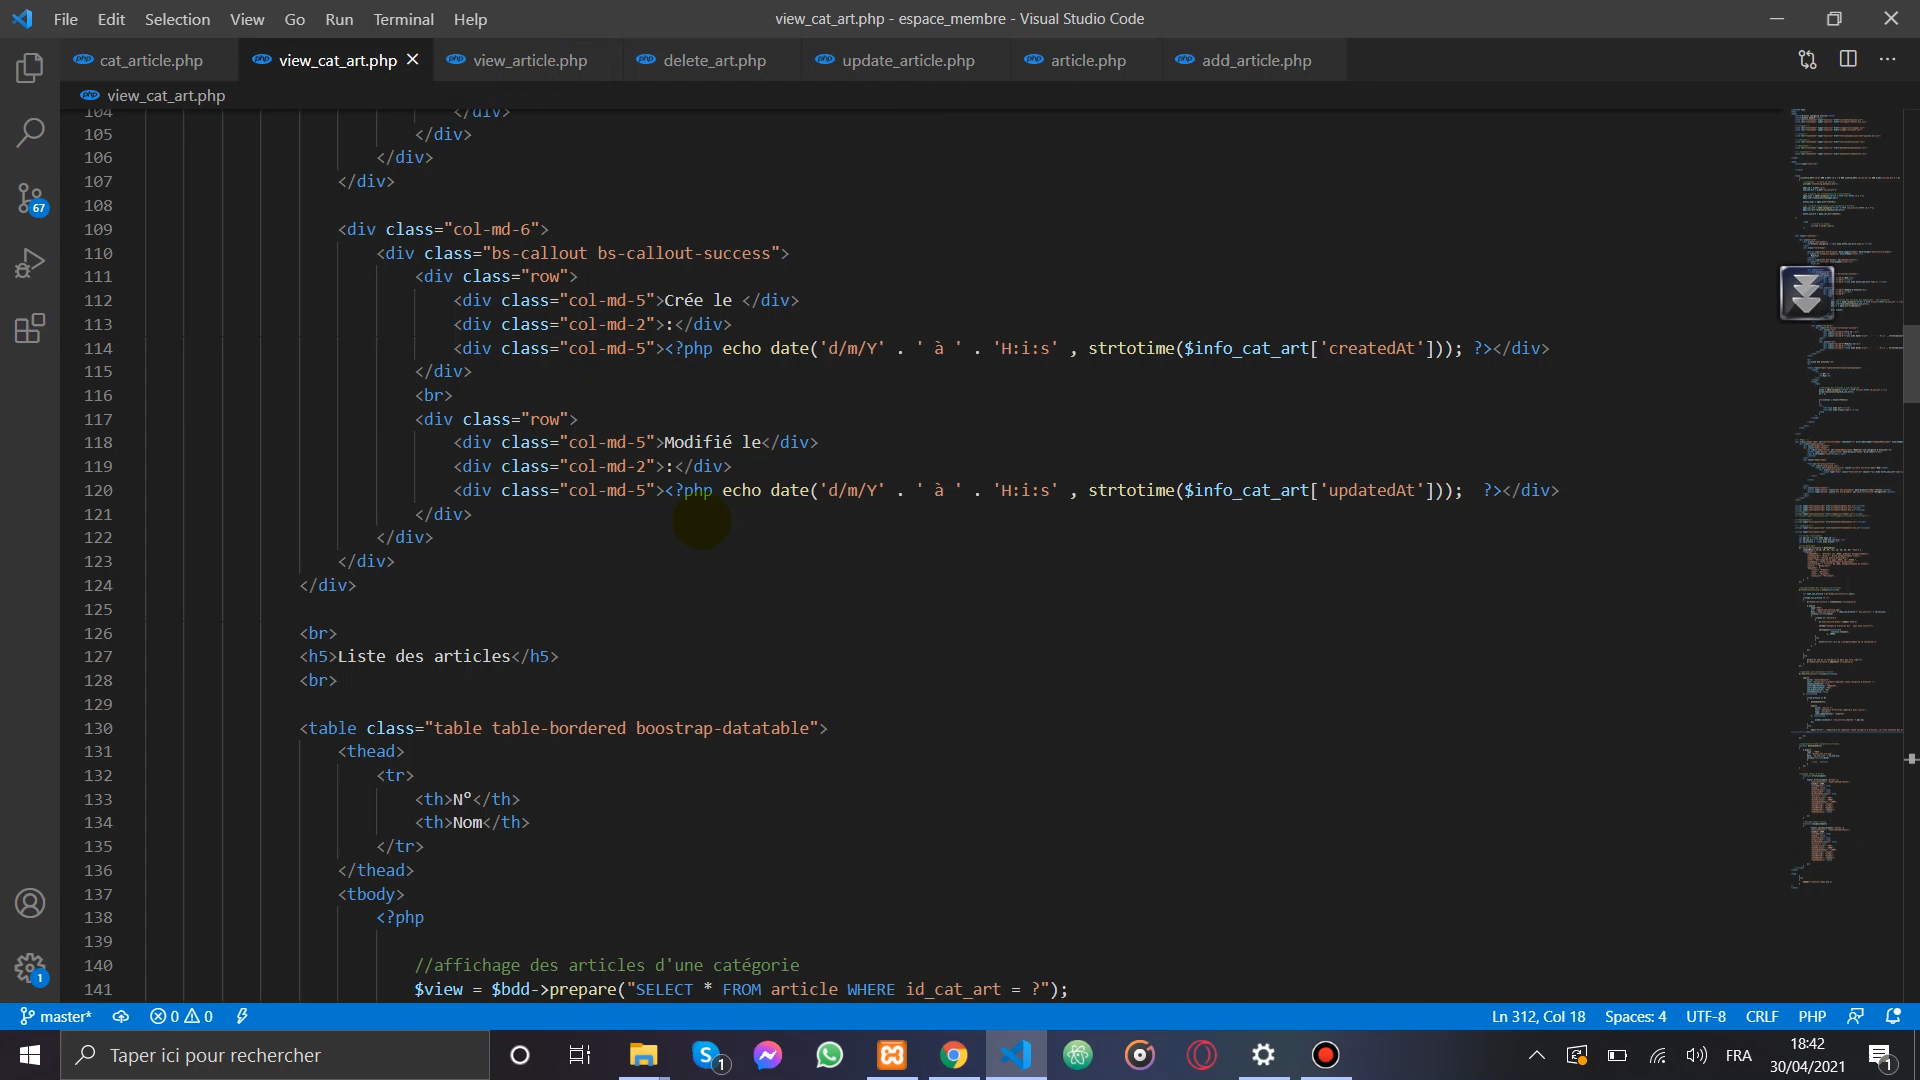 File Edit Selection View Go Run Terminal Help
view_cat_art.php - espace_membre - Visual Studio Code
cat_article.php view_cat_art.php view_article.php delete_art.php update_article.php article.php add_article.php
view_cat_art.php
104 </div>
105 </div>
106 </div>
107 </div>
108
109 <div class="col-md-6">
110 <div class="bs-callout bs-callout-success">
111 <div class="row">
112 <div class="col-md-5">Crée le </div>
113 <div class="col-md-2">:</div>
114 <div class="col-md-5"><?php echo date('d/m/Y' . ' à ' . 'H:i:s' , strtotime($info_cat_art['createdAt'])); ?></div>
115 </div>
116 <br>
117 <div class="row">
118 <div class="col-md-5">Modifié le</div>
119 <div class="col-md-2">:</div>
120 <div class="col-md-5"><?php echo date('d/m/Y' . ' à ' . 'H:i:s' , strtotime($info_cat_art['updatedAt']));  ?></div>
121 </div>
122 </div>
123 </div>
124 </div>
125
126 <br>
127 <h5>Liste des articles</h5>
128 <br>
129
130 <table class="table table-bordered boostrap-datatable">
131 <thead>
132 <tr>
133 <th>N°</th>
134 <th>Nom</th>
135 </tr>
136 </thead>
137 <tbody>
138 <?php
139
140 //affichage des articles d'une catégorie
141 $view = $bdd->prepare("SELECT * FROM article WHERE id_cat_art = ?");
67
1
master* 0 0 Ln 312, Col 18 Spaces: 4 UTF-8 CRLF PHP
Taper ici pour rechercher
1
FRA
18:42
30/04/2021
1